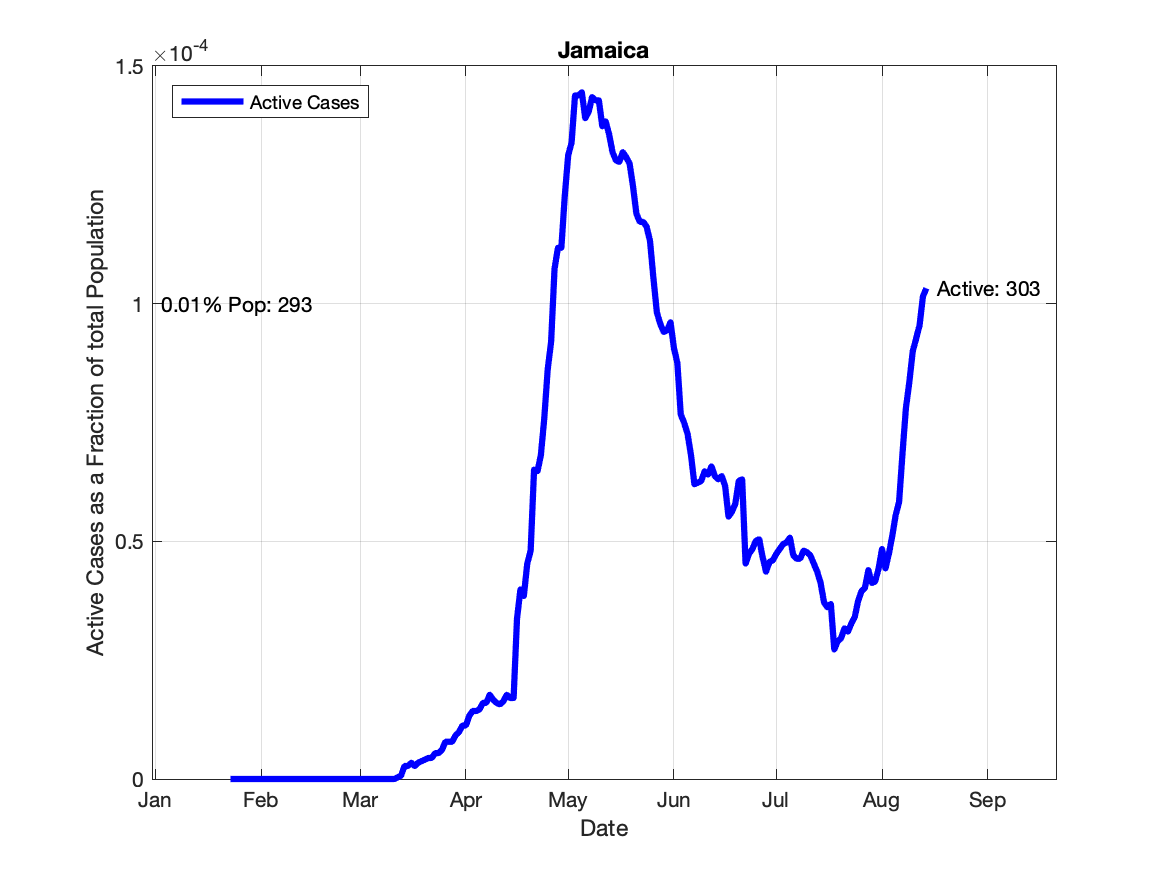 Jamaica
×10-4
1.5
1
0.5
0
Active Cases
0.01% Pop: 293
Active: 303
Active Cases as a Fraction of total Population
Jan Feb Mar Apr May Jun Jul Aug Sep
Date